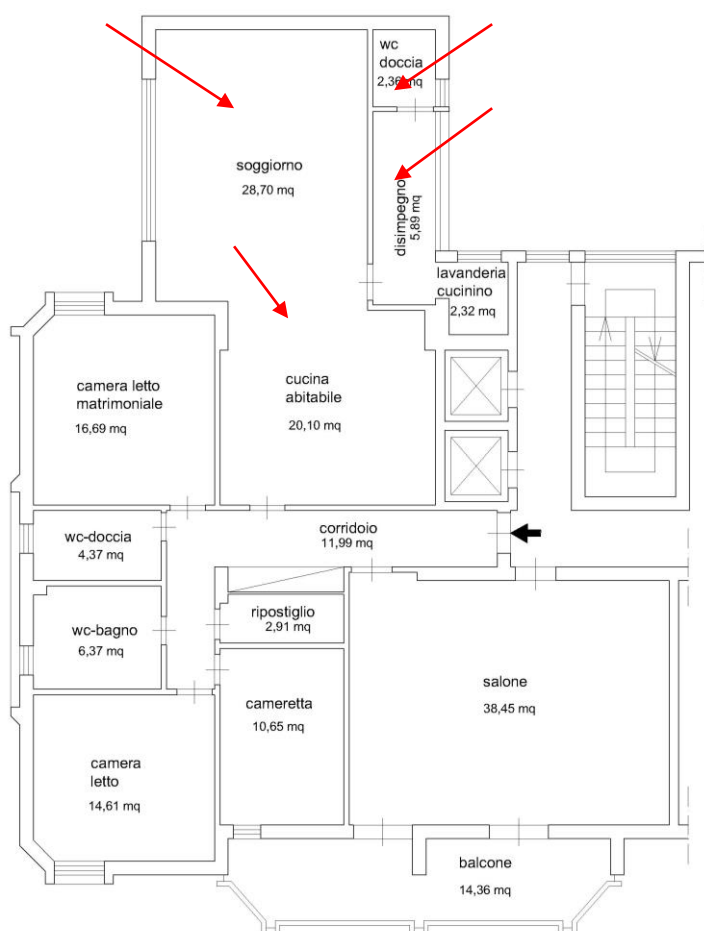 wc
doccia
2,36 mq
soggiorno
28,70 mq
disimpegno
5,89 mq
lavanderia
cucinino
2,32 mq
camera letto
matrimoniale
16,69 mq
cucina
abitabile
20,10 mq
wc-doccia
4,37 mq
corridoio
11,99 mq
ripostiglio
2,91 mq
wc-bagno
6,37 mq
cameretta
10,65 mq
salone
38,45 mq
camera
letto
14,61 mq
balcone
14,36 mq